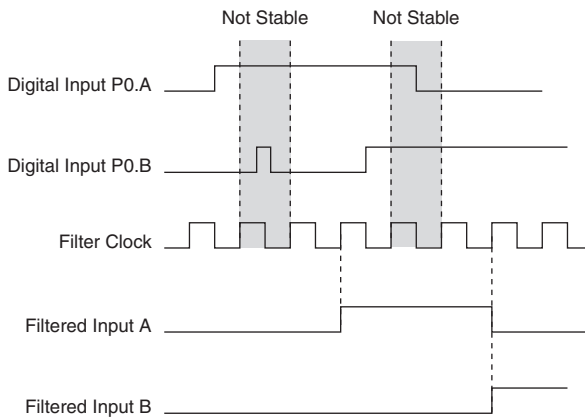 Not Stable Not Stable
Digital Input P0.A
Digital Input P0.B
Filter Clock
Filtered Input A
Filtered Input B